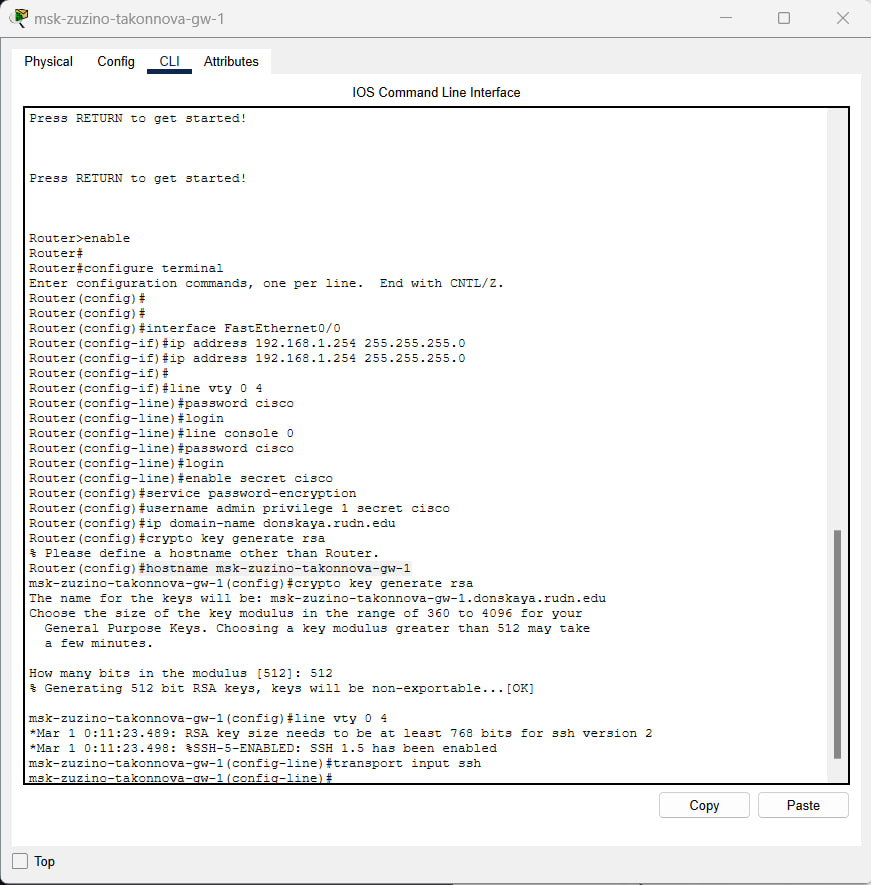 msk-zuzino-takonnova-gw-1
Physical Config CLI Attributes
IOS Command Line Interface
Press RETURN to get started!
Press RETURN to get started!
Router>enable
Router#
Router#configure terminal
Enter configuration commands, one per line.  End with CNTL/Z.
Router(config)#
Router(config)#
Router(config)#interface FastEthernet0/0
Router(config-if)#ip address 192.168.1.254 255.255.255.0
Router(config-if)#ip address 192.168.1.254 255.255.255.0
Router(config-if)#
Router(config-if)#line vty 0 4
Router(config-line)#password cisco
Router(config-line)#login
Router(config-line)#line console 0
Router(config-line)#password cisco
Router(config-line)#login
Router(config-line)#enable secret cisco
Router(config)#service password-encryption
Router(config)#username admin privilege 1 secret cisco
Router(config)#ip domain-name donskaya.rudn.edu
Router(config)#crypto key generate rsa
% Please define a hostname other than Router.
Router(config)#hostname msk-zuzino-takonnova-gw-1
msk-zuzino-takonnova-gw-1(config)#crypto key generate rsa
The name for the keys will be: msk-zuzino-takonnova-gw-1.donskaya.rudn.edu
Choose the size of the key modulus in the range of 360 to 4096 for your
General Purpose Keys. Choosing a key modulus greater than 512 may take
a few minutes.
How many bits in the modulus [512]: 512
% Generating 512 bit RSA keys, keys will be non-exportable...[OK]
msk-zuzino-takonnova-gw-1(config)#line vty 0 4
*Mar 1 0:11:23.489: RSA key size needs to be at least 768 bits for ssh version 2
*Mar 1 0:11:23.498: %SSH-5-ENABLED: SSH 1.5 has been enabled
msk-zuzino-takonnova-gw-1(config-line)#transport input ssh
msk-zuzino-takonnova-gw-1(config-line)#
Copy Paste
Top